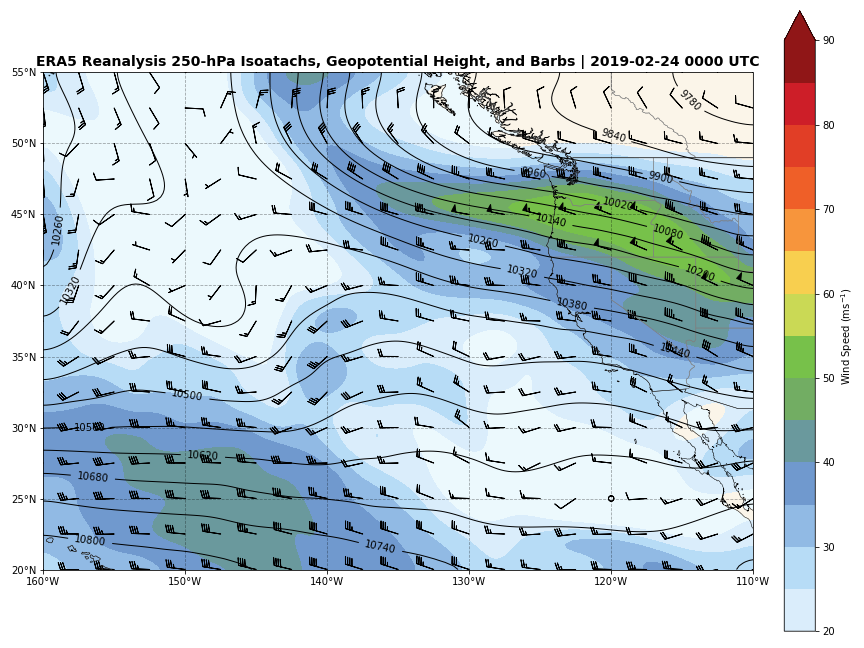 ERA5 Reanalysis 250-hPa Isoatachs, Geopotential Height, and Barbs | 2019-02-24 0000 UTC
55°N
50°N
45°N
40°N
35°N
30°N
25°N
20°N
160°W
150°W
140°W
130°W
120°W
110°W
9780
9840
9900
9960
10020
10080
10140
10200
10260
10260
10320
10320
10380
10440
10500
10560
10620
10680
10740
10800
90
80
70
60
50
40
30
20
Wind Speed (ms⁻¹)